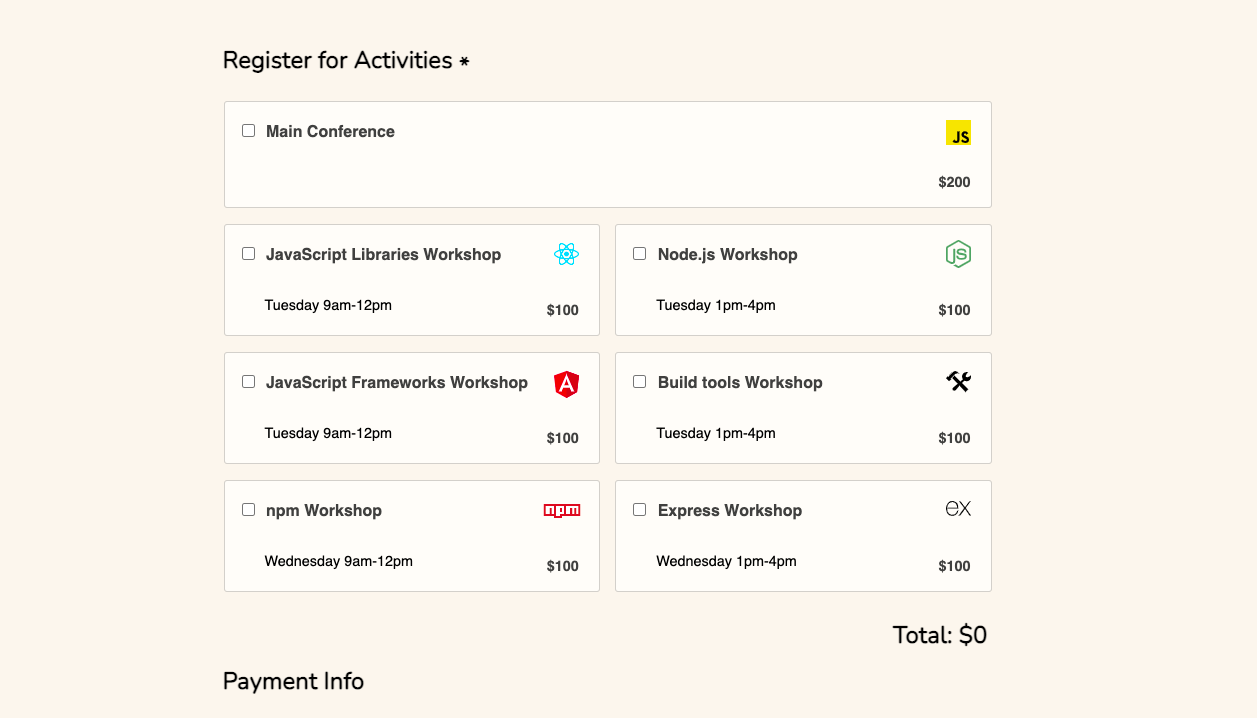 Register for Activities *
Main Conference
JS
$200
JavaScript Libraries Workshop
Tuesday 9am-12pm
$100
Node.js Workshop
JS
Tuesday 1pm-4pm
$100
JavaScript Frameworks Workshop
A
Tuesday 9am-12pm
$100
Build tools Workshop
Tuesday 1pm-4pm
$100
npm Workshop
npm
Wednesday 9am-12pm
$100
Express Workshop
ex
Wednesday 1pm-4pm
$100
Total: $0
Payment Info